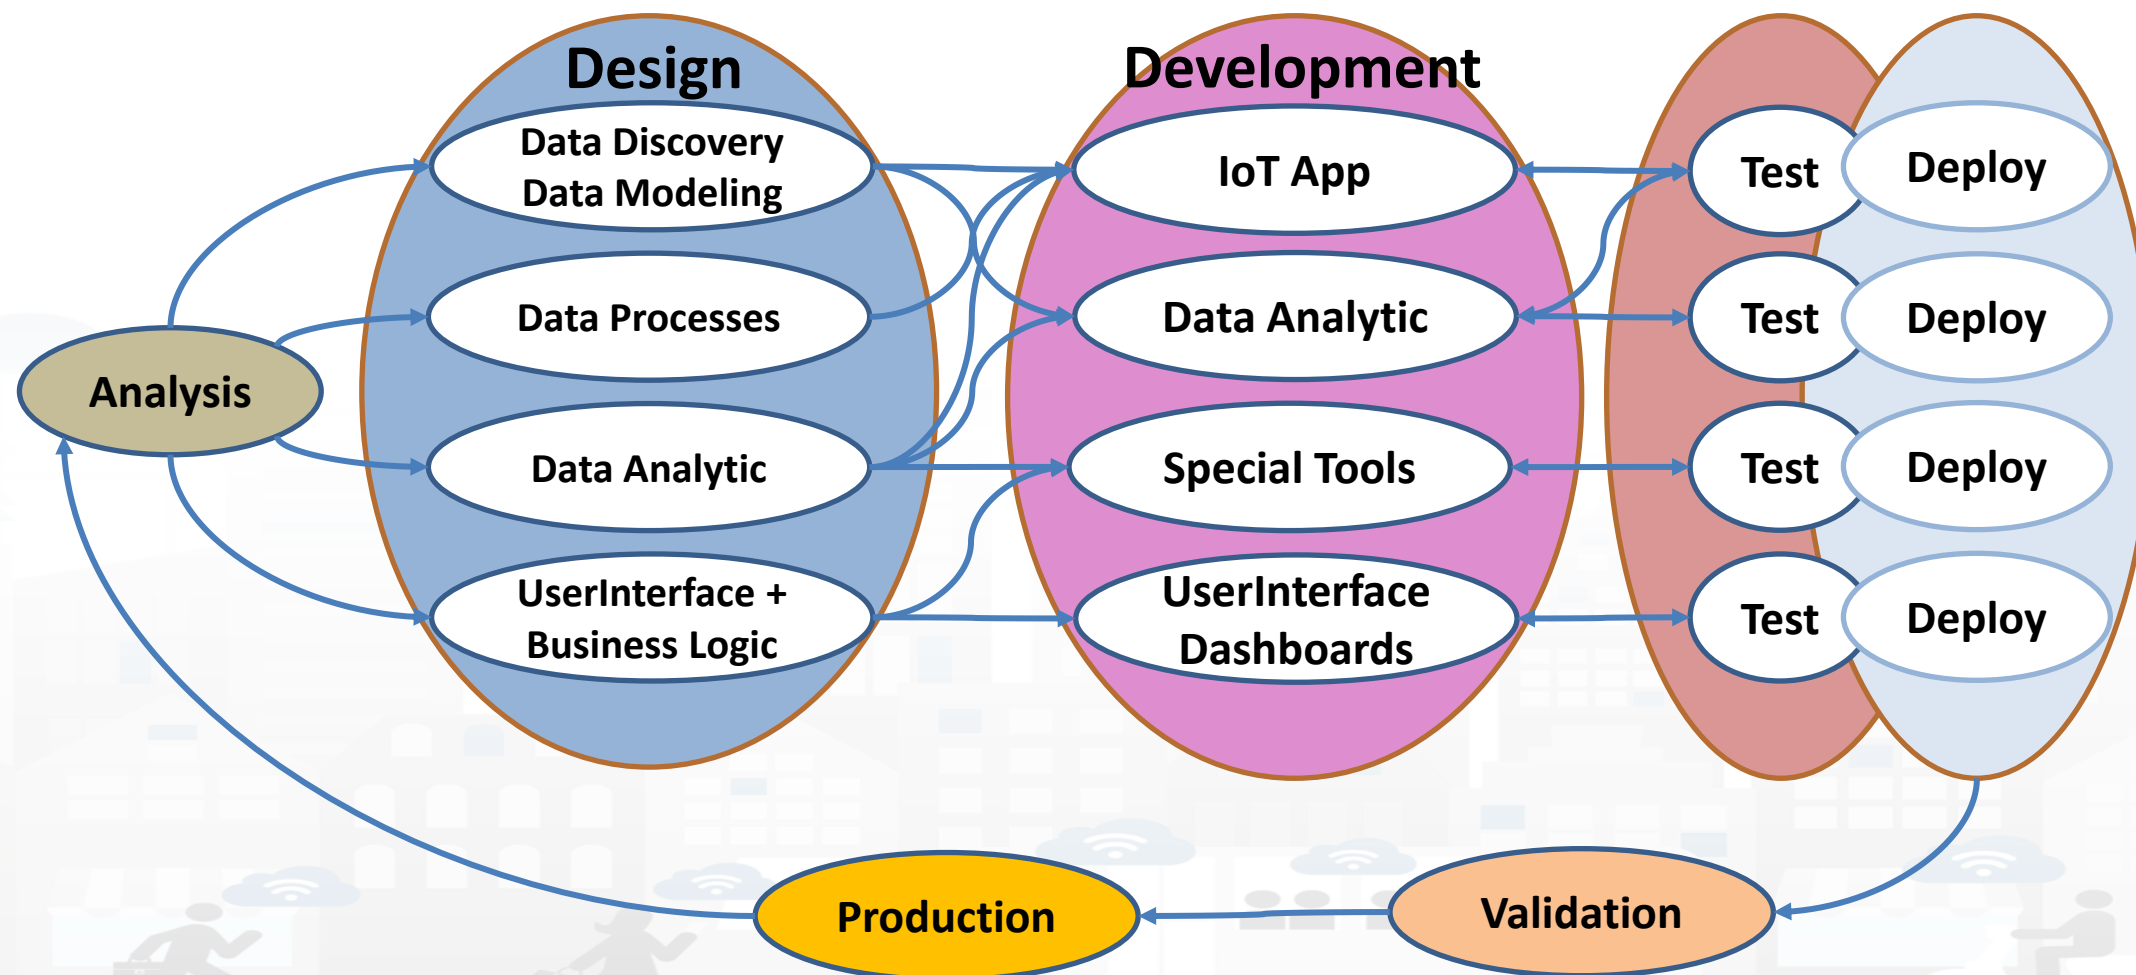 Design
Development
Data Discovery
Data Modeling
IoT App
Test
Deploy
Data Processes
Data Analytic
Test
Deploy
Analysis
Data Analytic
Special Tools
Test
Deploy
UserInterface +
Business Logic
UserInterface
Dashboards
Test
Deploy
Production
Validation